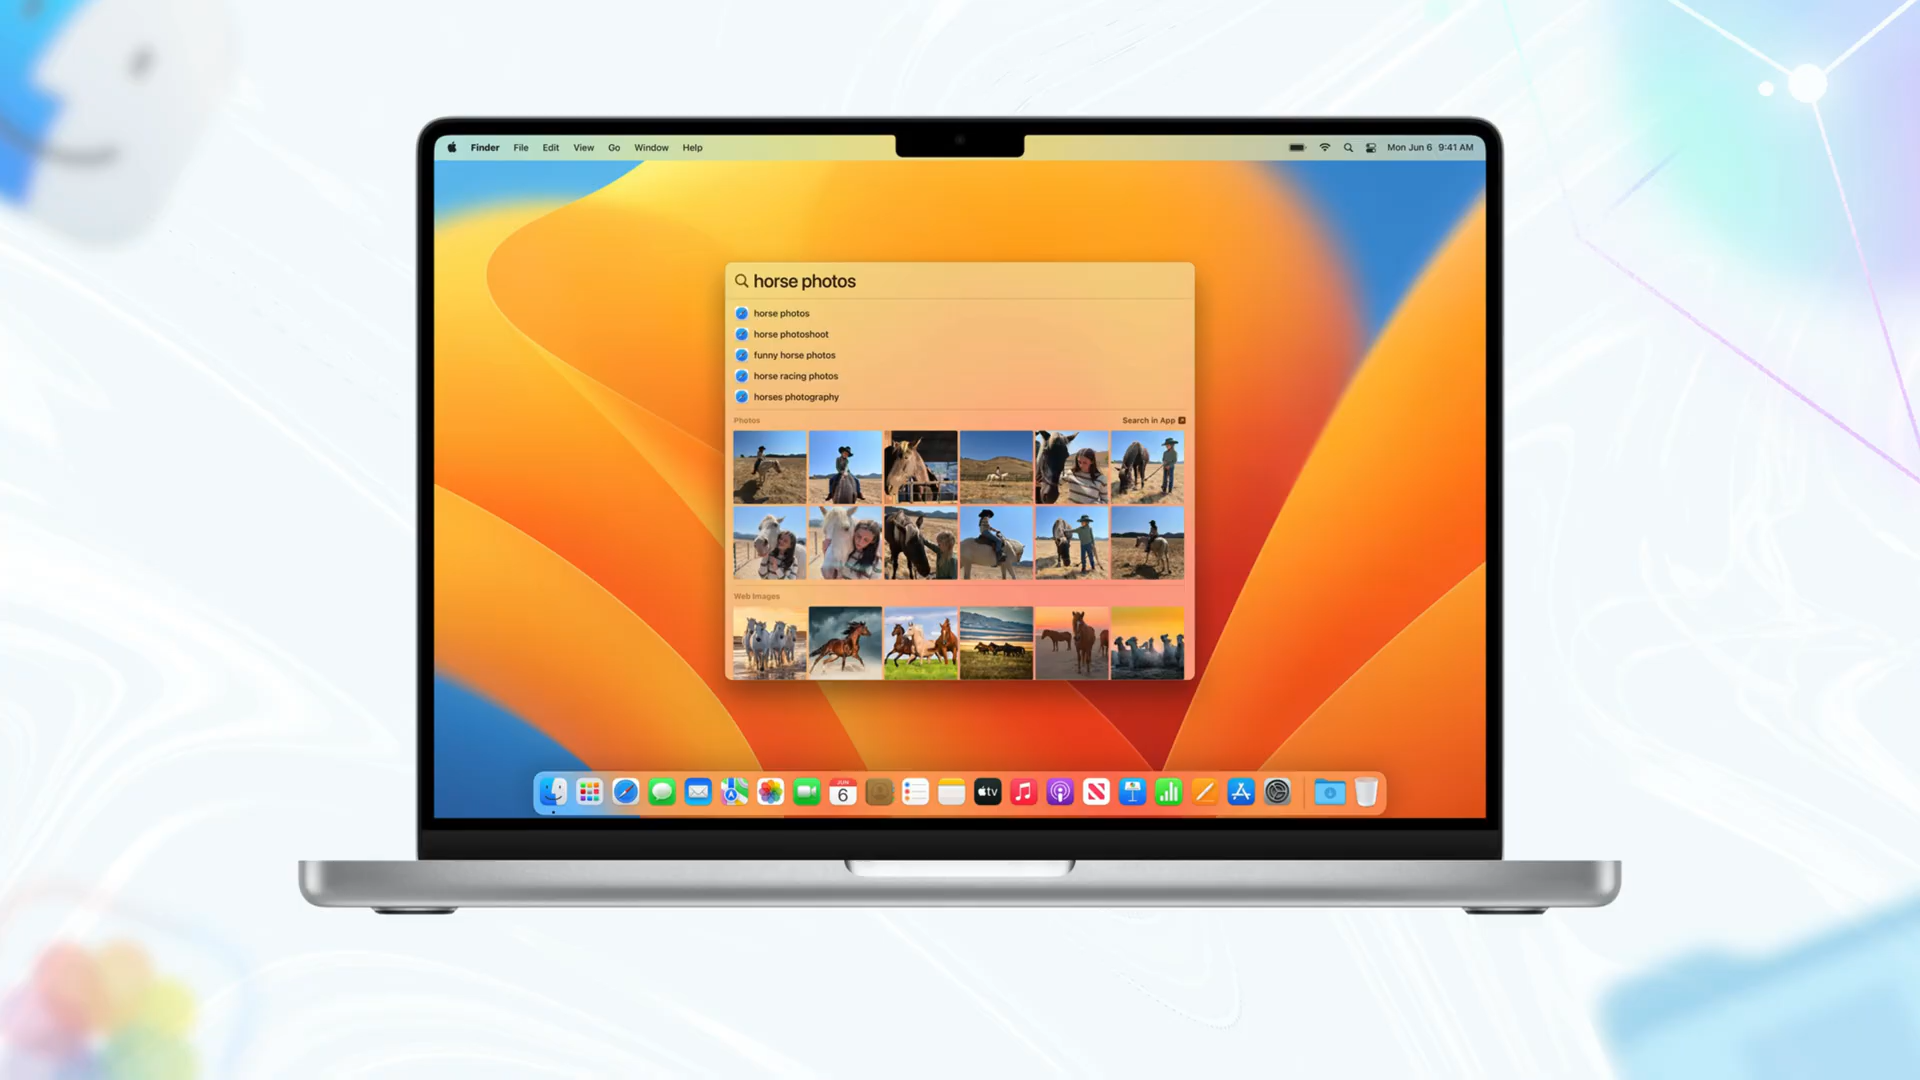 Finder File Edit View Go Window Help Mon Jun 6 9:41 AM
horse photos
horse photos
horse photoshoot
funny horse photos
horse racing photos
horses photography
Photos Search in App
Web Images
JUN
6
tv